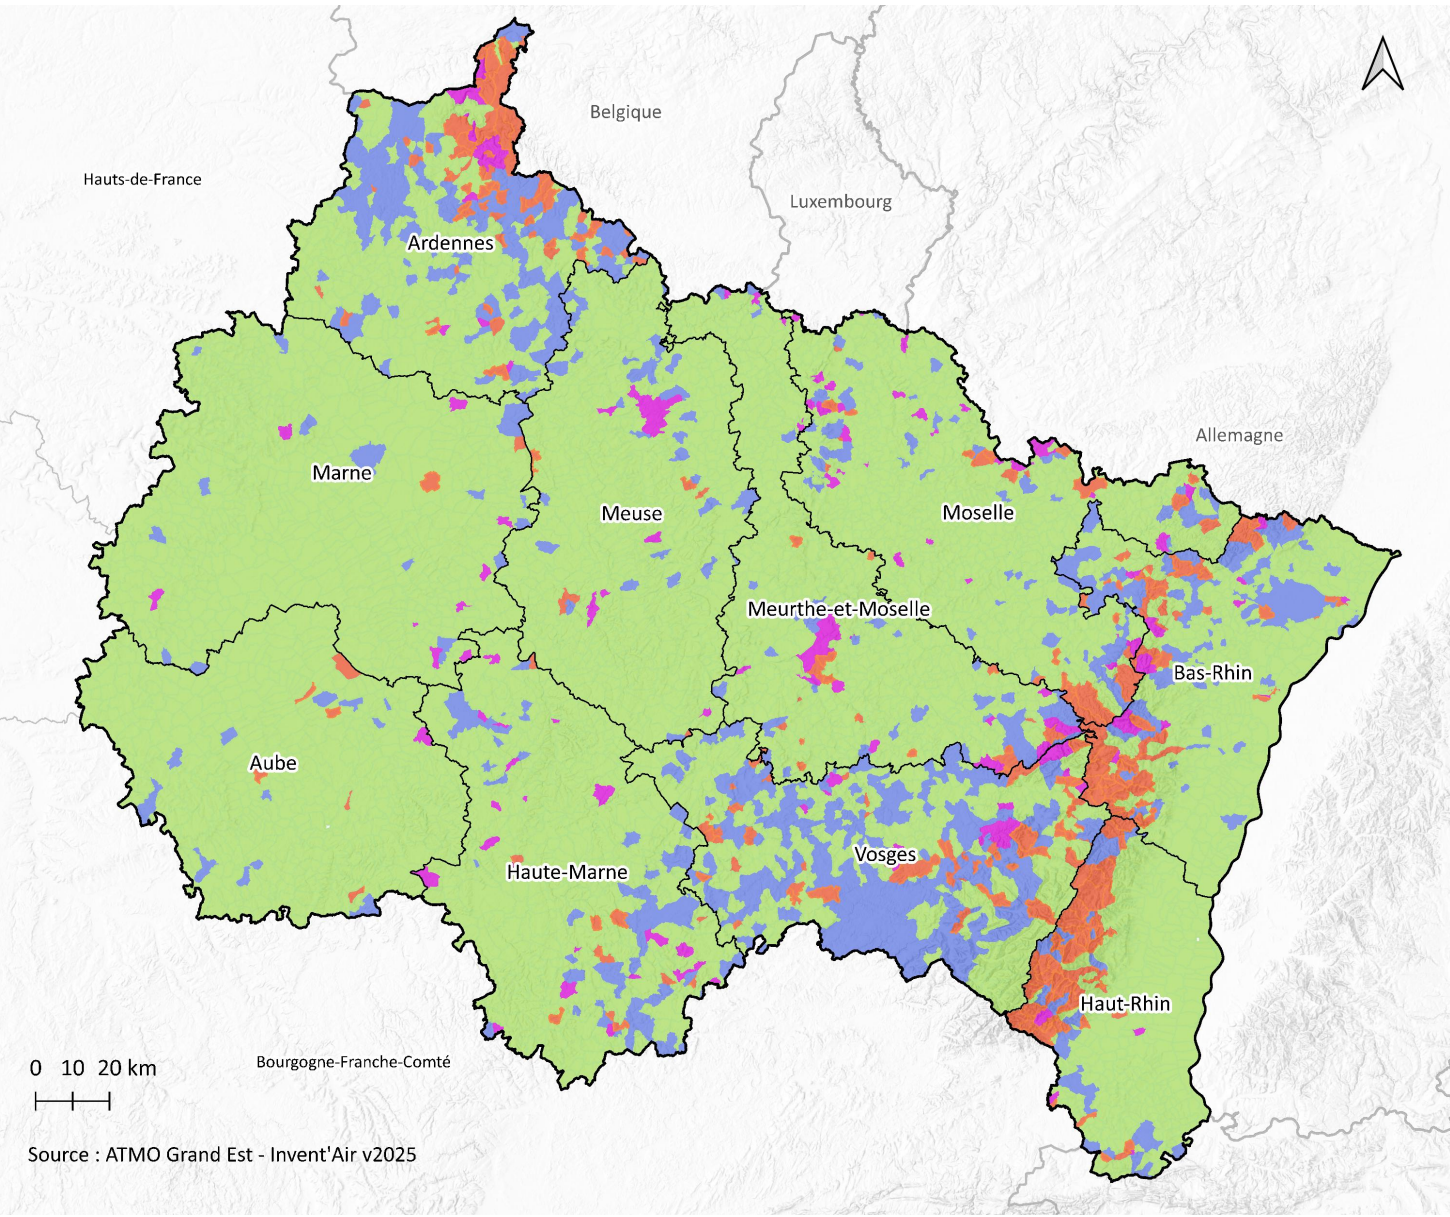 Belgique
Hauts-de-France
Luxembourg
Ardennes
Allemagne
Marne
Meuse
Moselle
Meurthe-et-Moselle
Bas-Rhin
Aube
Vosges
Haute-Marne
Haut-Rhin
Bourgogne-Franche-Comté
0 10 20 km
Source : ATMO Grand Est - Invent'Air v2025